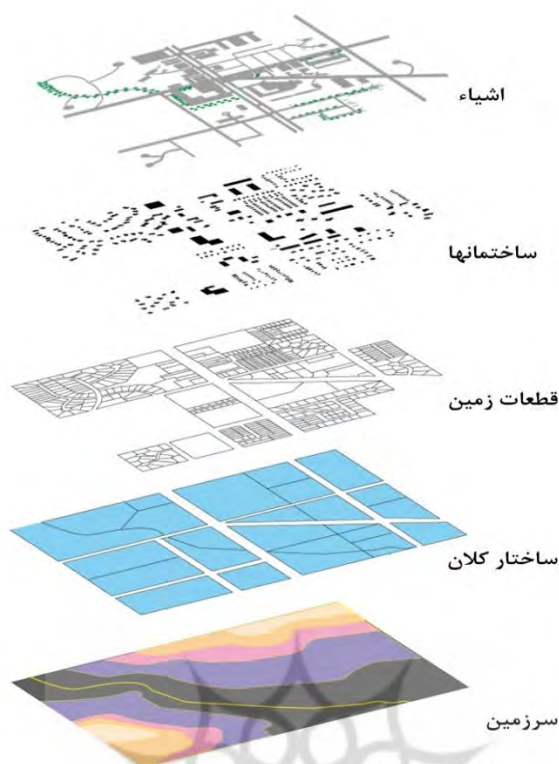 اشیاء
ساختمانها
قطعات زمین
ساختار کلان
سرزمین